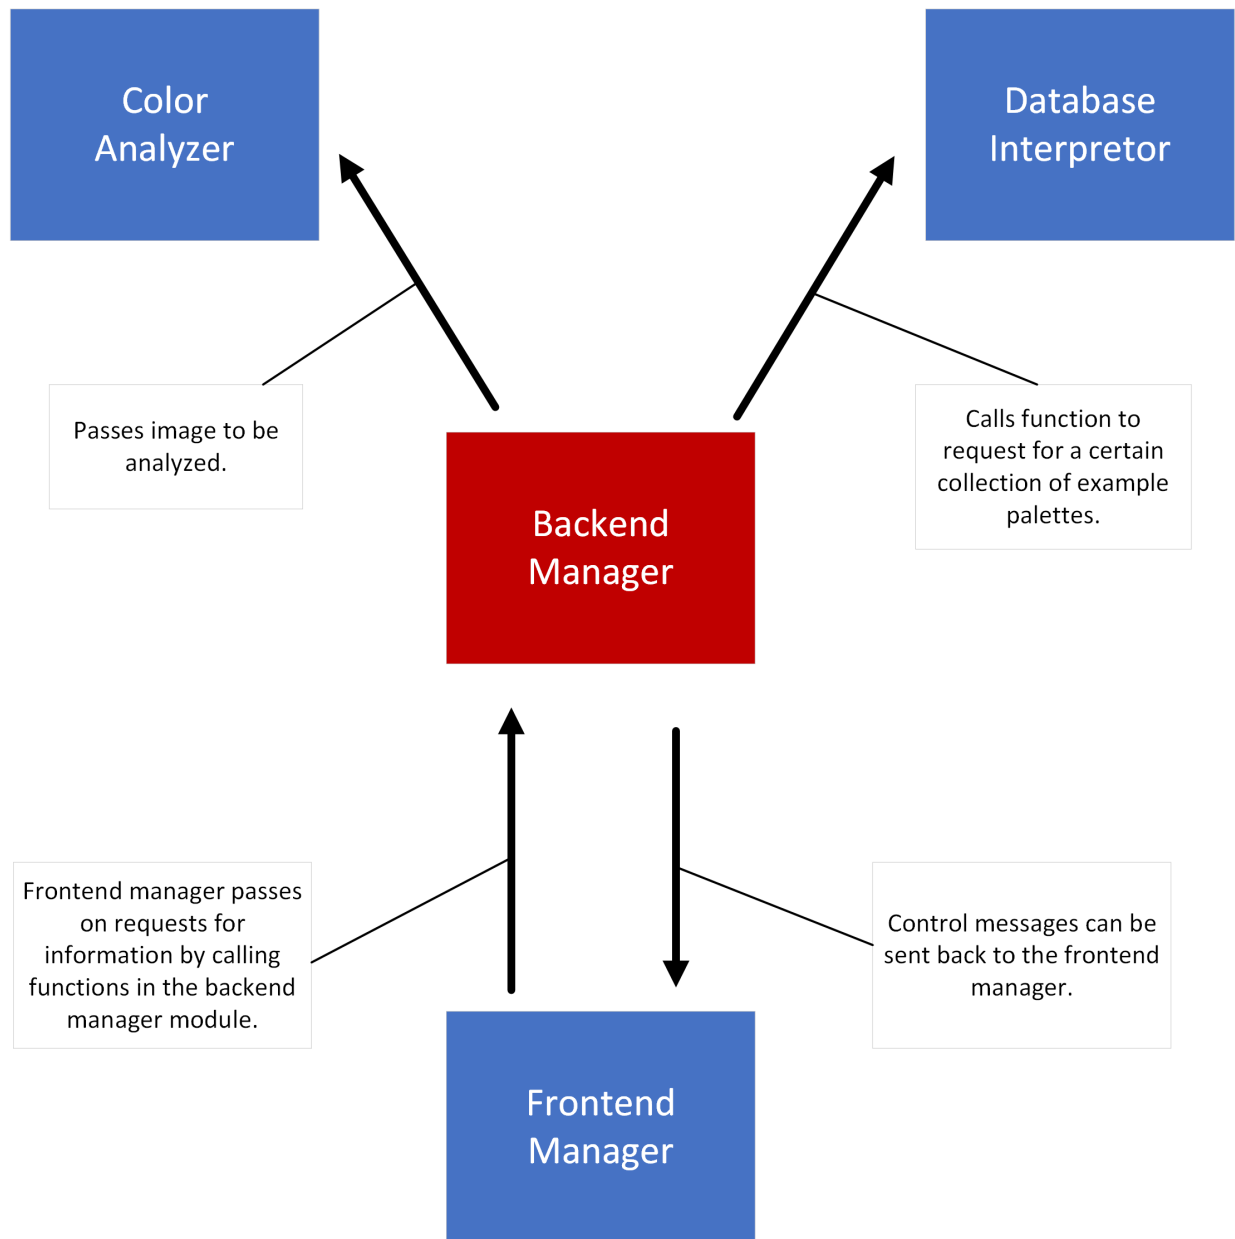 Color
Analyzer
Database
Interpretor
Passes image to be
analyzed.
Calls function to
request for a certain
collection of example
palettes.
Backend
Manager
Frontend manager passes
on requests for
information by calling
functions in the backend
manager module.
Control messages can be
sent back to the frontend
manager.
Frontend
Manager